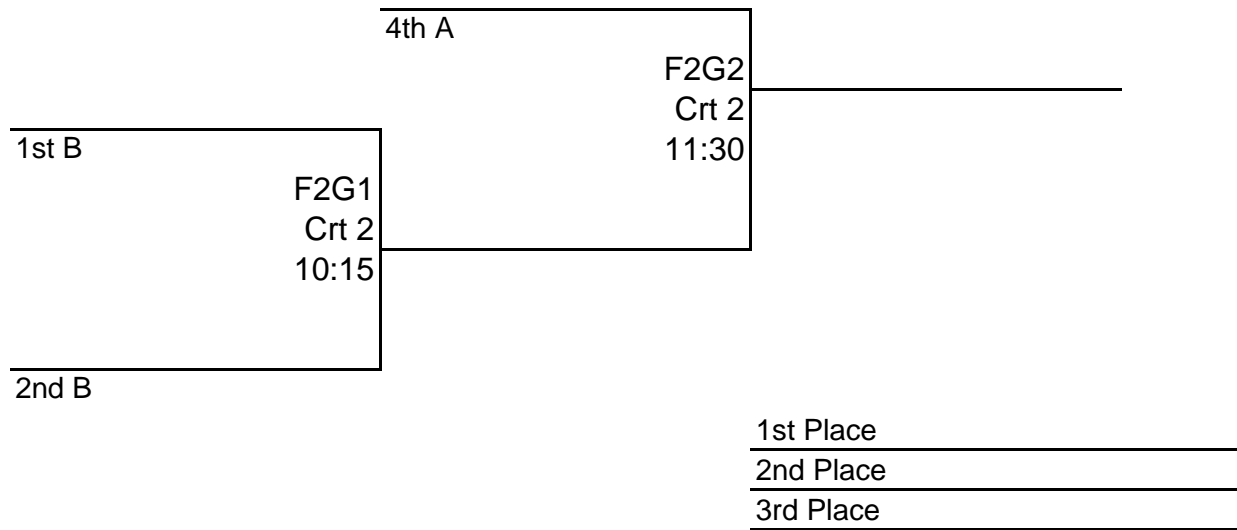 4th A
F2G2
Crt 2
11:30
1st B
F2G1
Crt 2
10:15
2nd B
1st Place
2nd Place
3rd Place